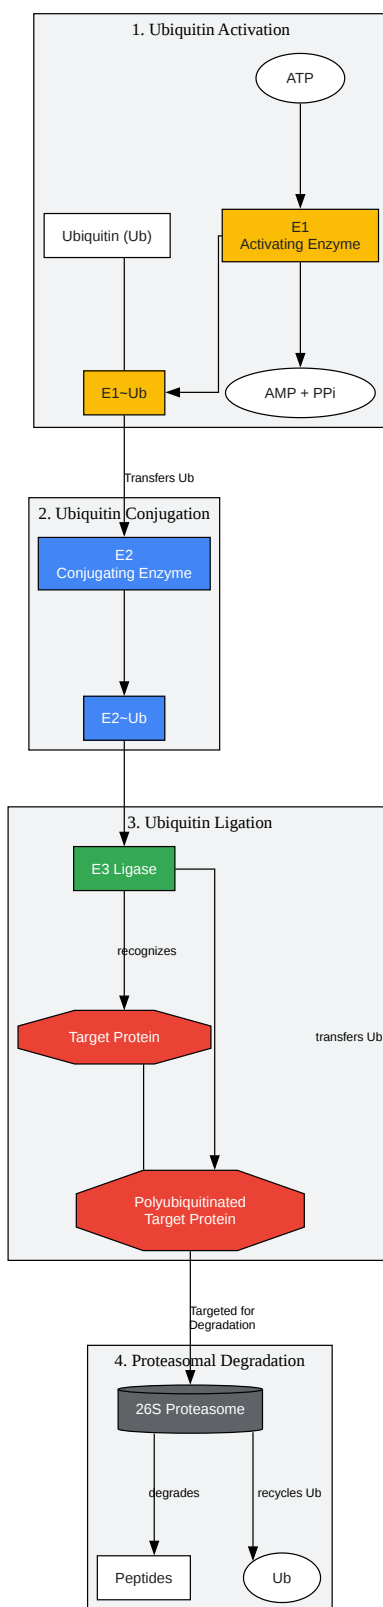 1. Ubiquitin Activation
ATP
Ubiquitin (Ub)
E1
Activating Enzyme
E1~Ub
AMP + PPi
Transfers Ub
2. Ubiquitin Conjugation
E2
Conjugating Enzyme
E2~Ub
3. Ubiquitin Ligation
E3 Ligase
recognizes
Target Protein
transfers Ub
Polyubiquitinated
Target Protein
Targeted for
Degradation
4. Proteasomal Degradation
26S Proteasome
degrades
recycles Ub
Peptides
Ub